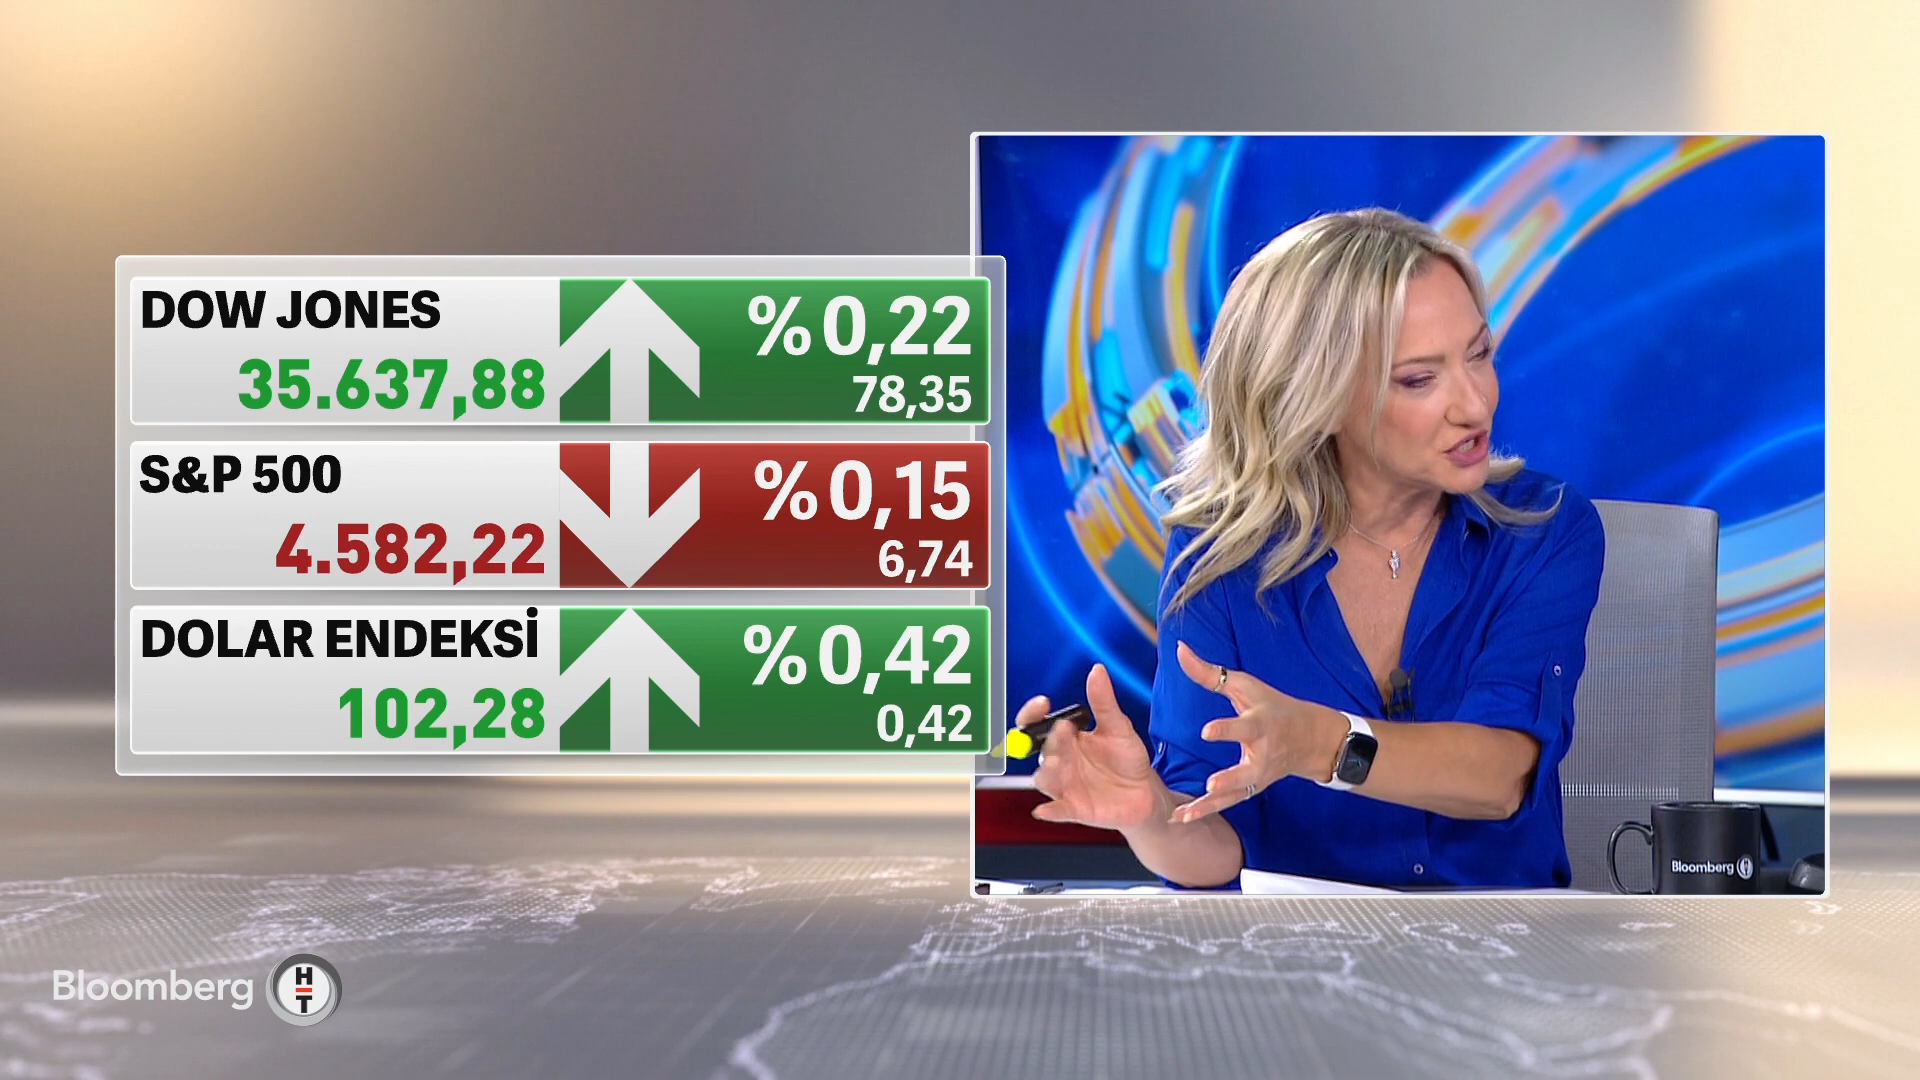 DOW JONES
35.637,88
%0,22
78,35
S&P 500
4.582,22
%0,15
6,74
DOLAR ENDEKSİ
102,28
%0,42
0,42
Bloomberg HT
Bloomberg HT